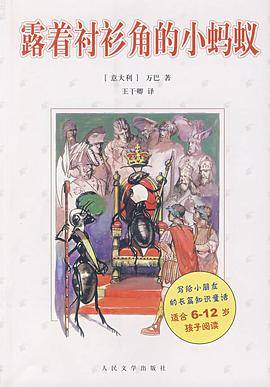 露着衬衫角的小蚂蚁
[意大利] 万巴 著
王干卿 译
写给小朋友
的长篇知识童话
适合 6-12 岁
孩子阅读
人民文学出版社